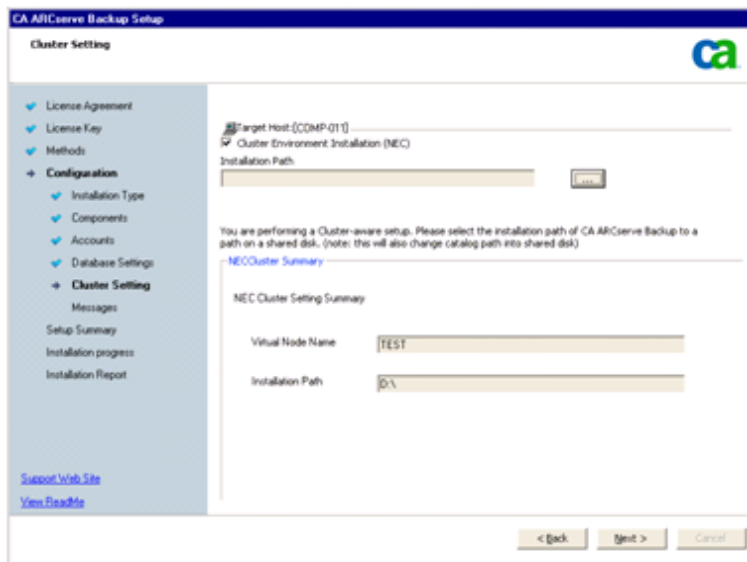 CA ARCserve Backup Setup
Cluster Setting
ca
License Agreement
License Key
Methods
Configuration
Installation Type
Components
Accounts
Database Settings
Cluster Setting
Messages
Setup Summary
Installation progress
Installation Report
Support Web Site
View ReadMe
Target Host:[COMP-011]
Cluster Environment Installation (NEC)
Installation Path
...
You are performing a Cluster-aware setup. Please select the installation path of CA ARCserve Backup to a
path on a shared disk. (note: this will also change catalog path into shared disk)
NECCluster Summary
NEC Cluster Setting Summary
Virtual Node Name TEST
Installation Path D:\
< Back Next > Cancel